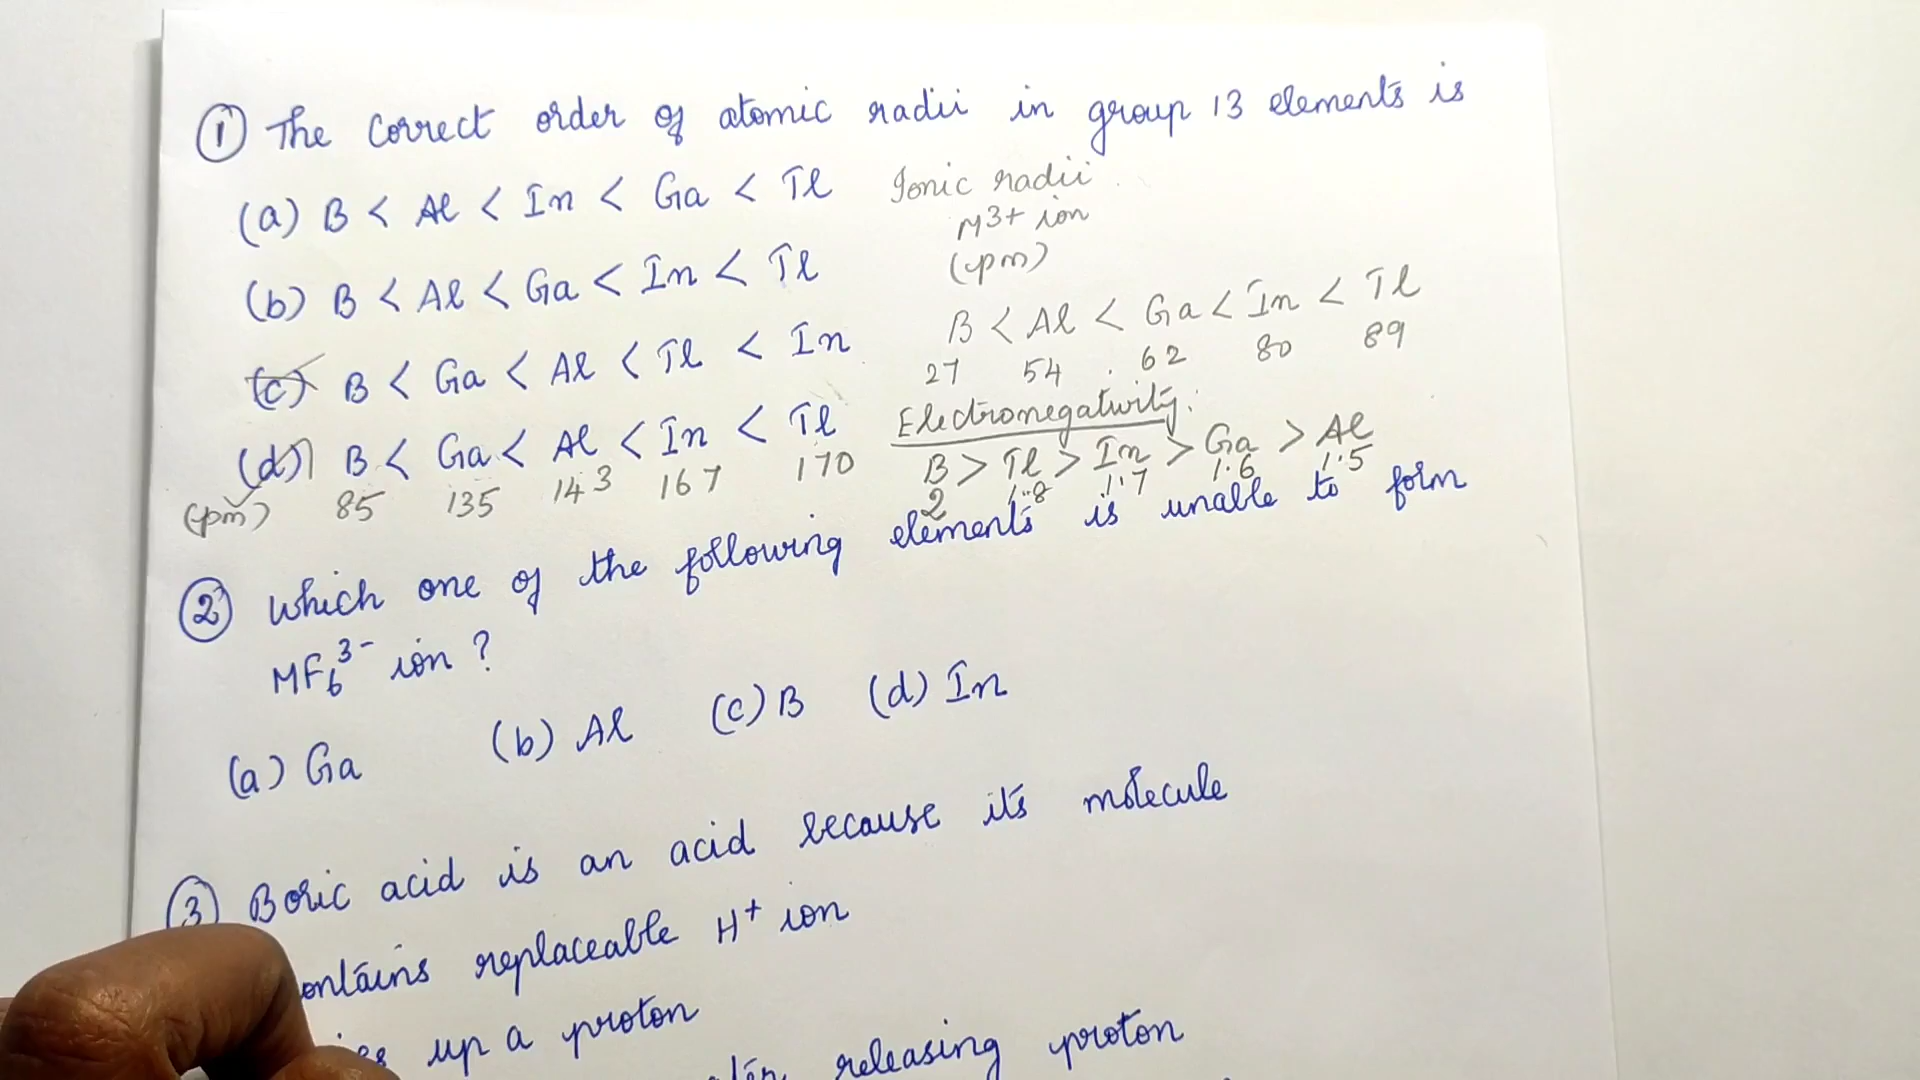 ① The correct order of atomic radii in group 13 elements is
(a) B < Al < In < Ga < Tl
(b) B < Al < Ga < In < Tl
(c) B < Ga < Al < Tl < In
(d) B < Ga < Al < In < Tl
(pm) 85 135 143 167 170
Ionic radii
M3+ ion
(pm)
B < Al < Ga < In < Tl
27 54 62 80 89
Electronegativity:
B > Tl > In > Ga > Al
2 1.8 1.7 1.6 1.5
② Which one of the following elements is unable to form
MF6 3- ion ?
(a) Ga (b) Al (c) B (d) In
③ Boric acid is an acid because its molecule
replaceable H+ ion
up a proton
releasing proton